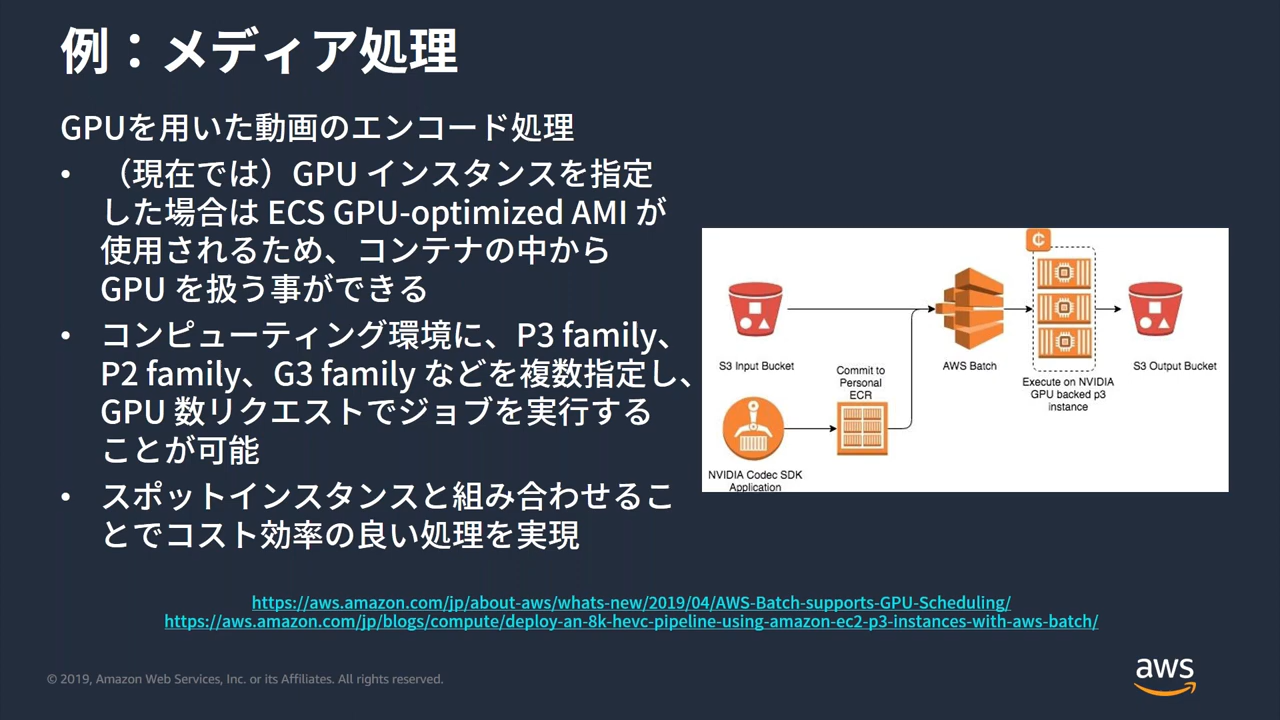 例：メディア処理
GPUを用いた動画のエンコード処理
• （現在では）GPU インスタンスを指定
した場合は ECS GPU-optimized AMI が
使用されるため、コンテナの中から
GPU を扱う事ができる
• コンピューティング環境に、P3 family、
P2 family、G3 family などを複数指定し、
GPU 数リクエストでジョブを実行する
ことが可能
• スポットインスタンスと組み合わせるこ
とでコスト効率の良い処理を実現
S3 Input Bucket
AWS Batch
S3 Output Bucket
Commit to
Personal
ECR
Execute on NVIDIA
GPU backed p3
instance
NVIDIA Codec SDK
Application
https://aws.amazon.com/jp/about-aws/whats-new/2019/04/AWS-Batch-supports-GPU-Scheduling/
https://aws.amazon.com/jp/blogs/compute/deploy-an-8k-hevc-pipeline-using-amazon-ec2-p3-instances-with-aws-batch/
© 2019, Amazon Web Services, Inc. or its Affiliates. All rights reserved.
aws